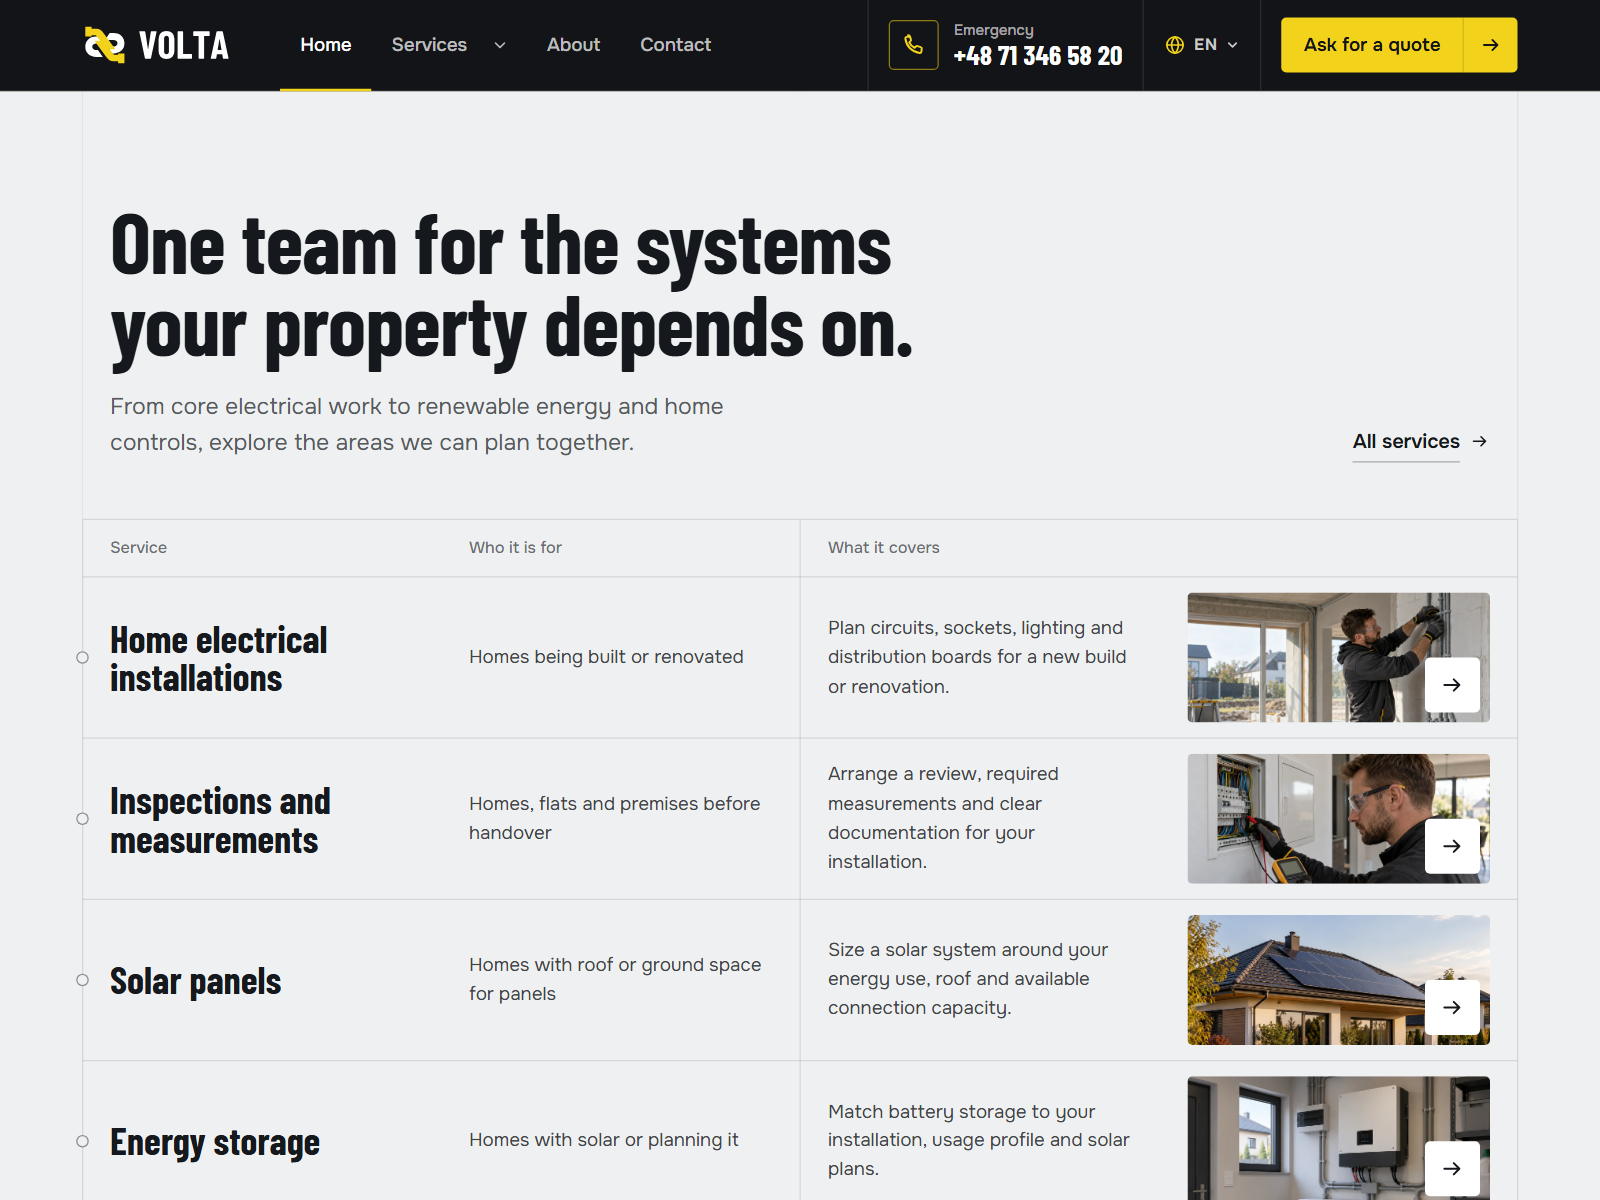 VOLTA
Home
Services
About
Contact
Emergency
+48 71 346 58 20
EN
Ask for a quote
One team for the systems
your property depends on.
From core electrical work to renewable energy and home
controls, explore the areas we can plan together.
All services
Service
Who it is for
What it covers
Home electrical
installations
Homes being built or renovated
Plan circuits, sockets, lighting and
distribution boards for a new build
or renovation.
Inspections and
measurements
Homes, flats and premises before
handover
Arrange a review, required
measurements and clear
documentation for your
installation.
Solar panels
Homes with roof or ground space
for panels
Size a solar system around your
energy use, roof and available
connection capacity.
Energy storage
Homes with solar or planning it
Match battery storage to your
installation, usage profile and solar
plans.